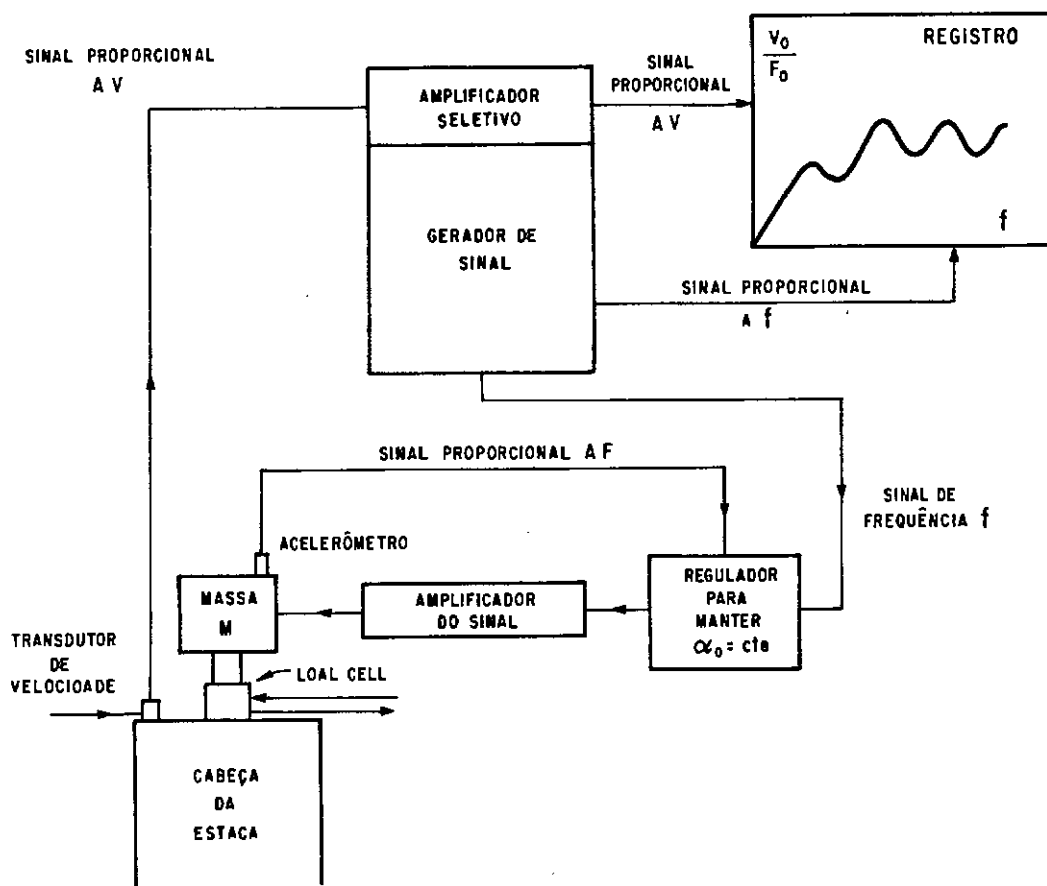 SINAL PROPORCIONAL
A V
AMPLIFICADOR
SELETIVO
GERADOR DE
SINAL
SINAL
PROPORCIONAL
A V
V₀
F₀
REGISTRO
f
SINAL PROPORCIONAL
A f
SINAL PROPORCIONAL A F
SINAL DE
FREQUÊNCIA f
ACELERÔMETRO
MASSA
M
AMPLIFICADOR
DO SINAL
REGULADOR
PARA
MANTER
α₀ = cte
TRANSDUTOR
DE
VELOCIOADE
LOAL CELL
CABEÇA
DA
ESTACA